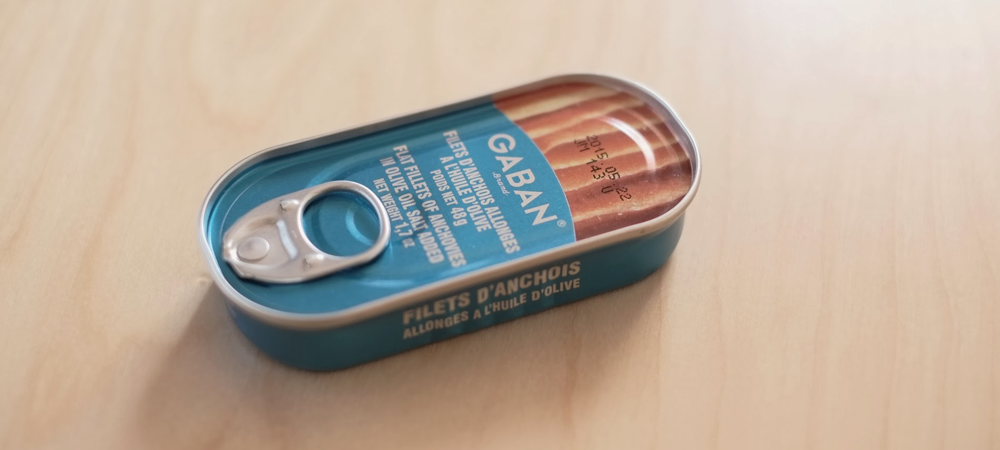 GABAN®
Brand
FILETS D'ANCHOIS ALLONGES
A L'HUILE D'OLIVE
POIDS NET 48g
FLAT FILLETS OF ANCHOVIES
IN OLIVE OIL SALT ADDED
NET WEIGHT 1,7 oz
2015.05.22
JM 143 U
FILETS D'ANCHOIS
ALLONGES A L'HUILE D'OLIVE